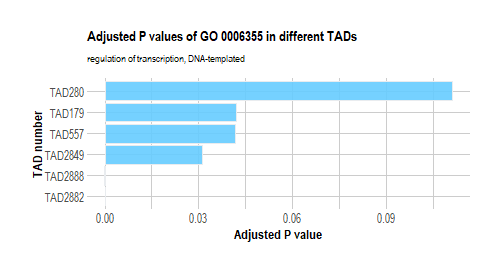 Adjusted P values of GO 0006355 in different TADs
regulation of transcription, DNA-templated
TAD number
TAD280
TAD179
TAD557
TAD2849
TAD2888
TAD2882
0.00 0.03 0.06 0.09
Adjusted P value